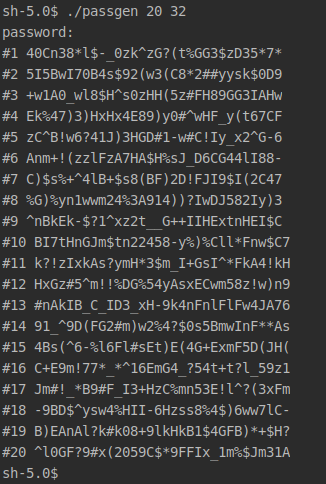 sh-5.0$ ./passgen 20 32
password:
#1 40Cn38*l$-_0zk^zG?(t%GG3$zD35*7*
#2 5I5BwI70B4s$92(w3(C8*2##yysk$0D9
#3 +w1A0_wl8$H^s0zHH(5z#FH89GG3IAHw
#4 Ek%47)3)HxHx4E89)y0#^wHF_y(t67CF
#5 zC^B!w6?41J)3HGD#1-w#C!Iy_x2^G-6
#6 Anm+!(zzlFzA7HA$H%sJ_D6CG44lI88-
#7 C)$s%+^4lB+$s8(BF)2D!FJI9$I(2C47
#8 %G)%yn1wwm24%3A914))?IwDJ582Iy)3
#9 ^nBkEk-$?1^xz2t__G++IIHExtnHEI$C
#10 BI7tHnGJm$tn22458-y%)%Cll*Fnw$C7
#11 k?!zIxkAs?ymH*3$m_I+GsI^*FkA4!kH
#12 HxGz#5^m!!%DG%54yAsxECwm58z!w)n9
#13 #nAkIB_C_ID3_xH-9k4nFnlFlFw4JA76
#14 91_^9D(FG2#m)w2%4?$0s5BmwInF**As
#15 4Bs(^6-%l6Fl#sEt)E(4G+ExmF5D(JH(
#16 C+E9m!77*_*^16EmG4_?54t+t?l_59z1
#17 Jm#!_*B9#F_I3+HzC%mn53E!l^?(3xFm
#18 -9BD$^ysw4%HII-6Hzss8%4$)6ww7lC-
#19 B)EAnAl?k#k08+9lkHkB1$4GFB)*+$H?
#20 ^l0GF?9#x(2059C$*9FFIx_1m%$Jm31A
sh-5.0$